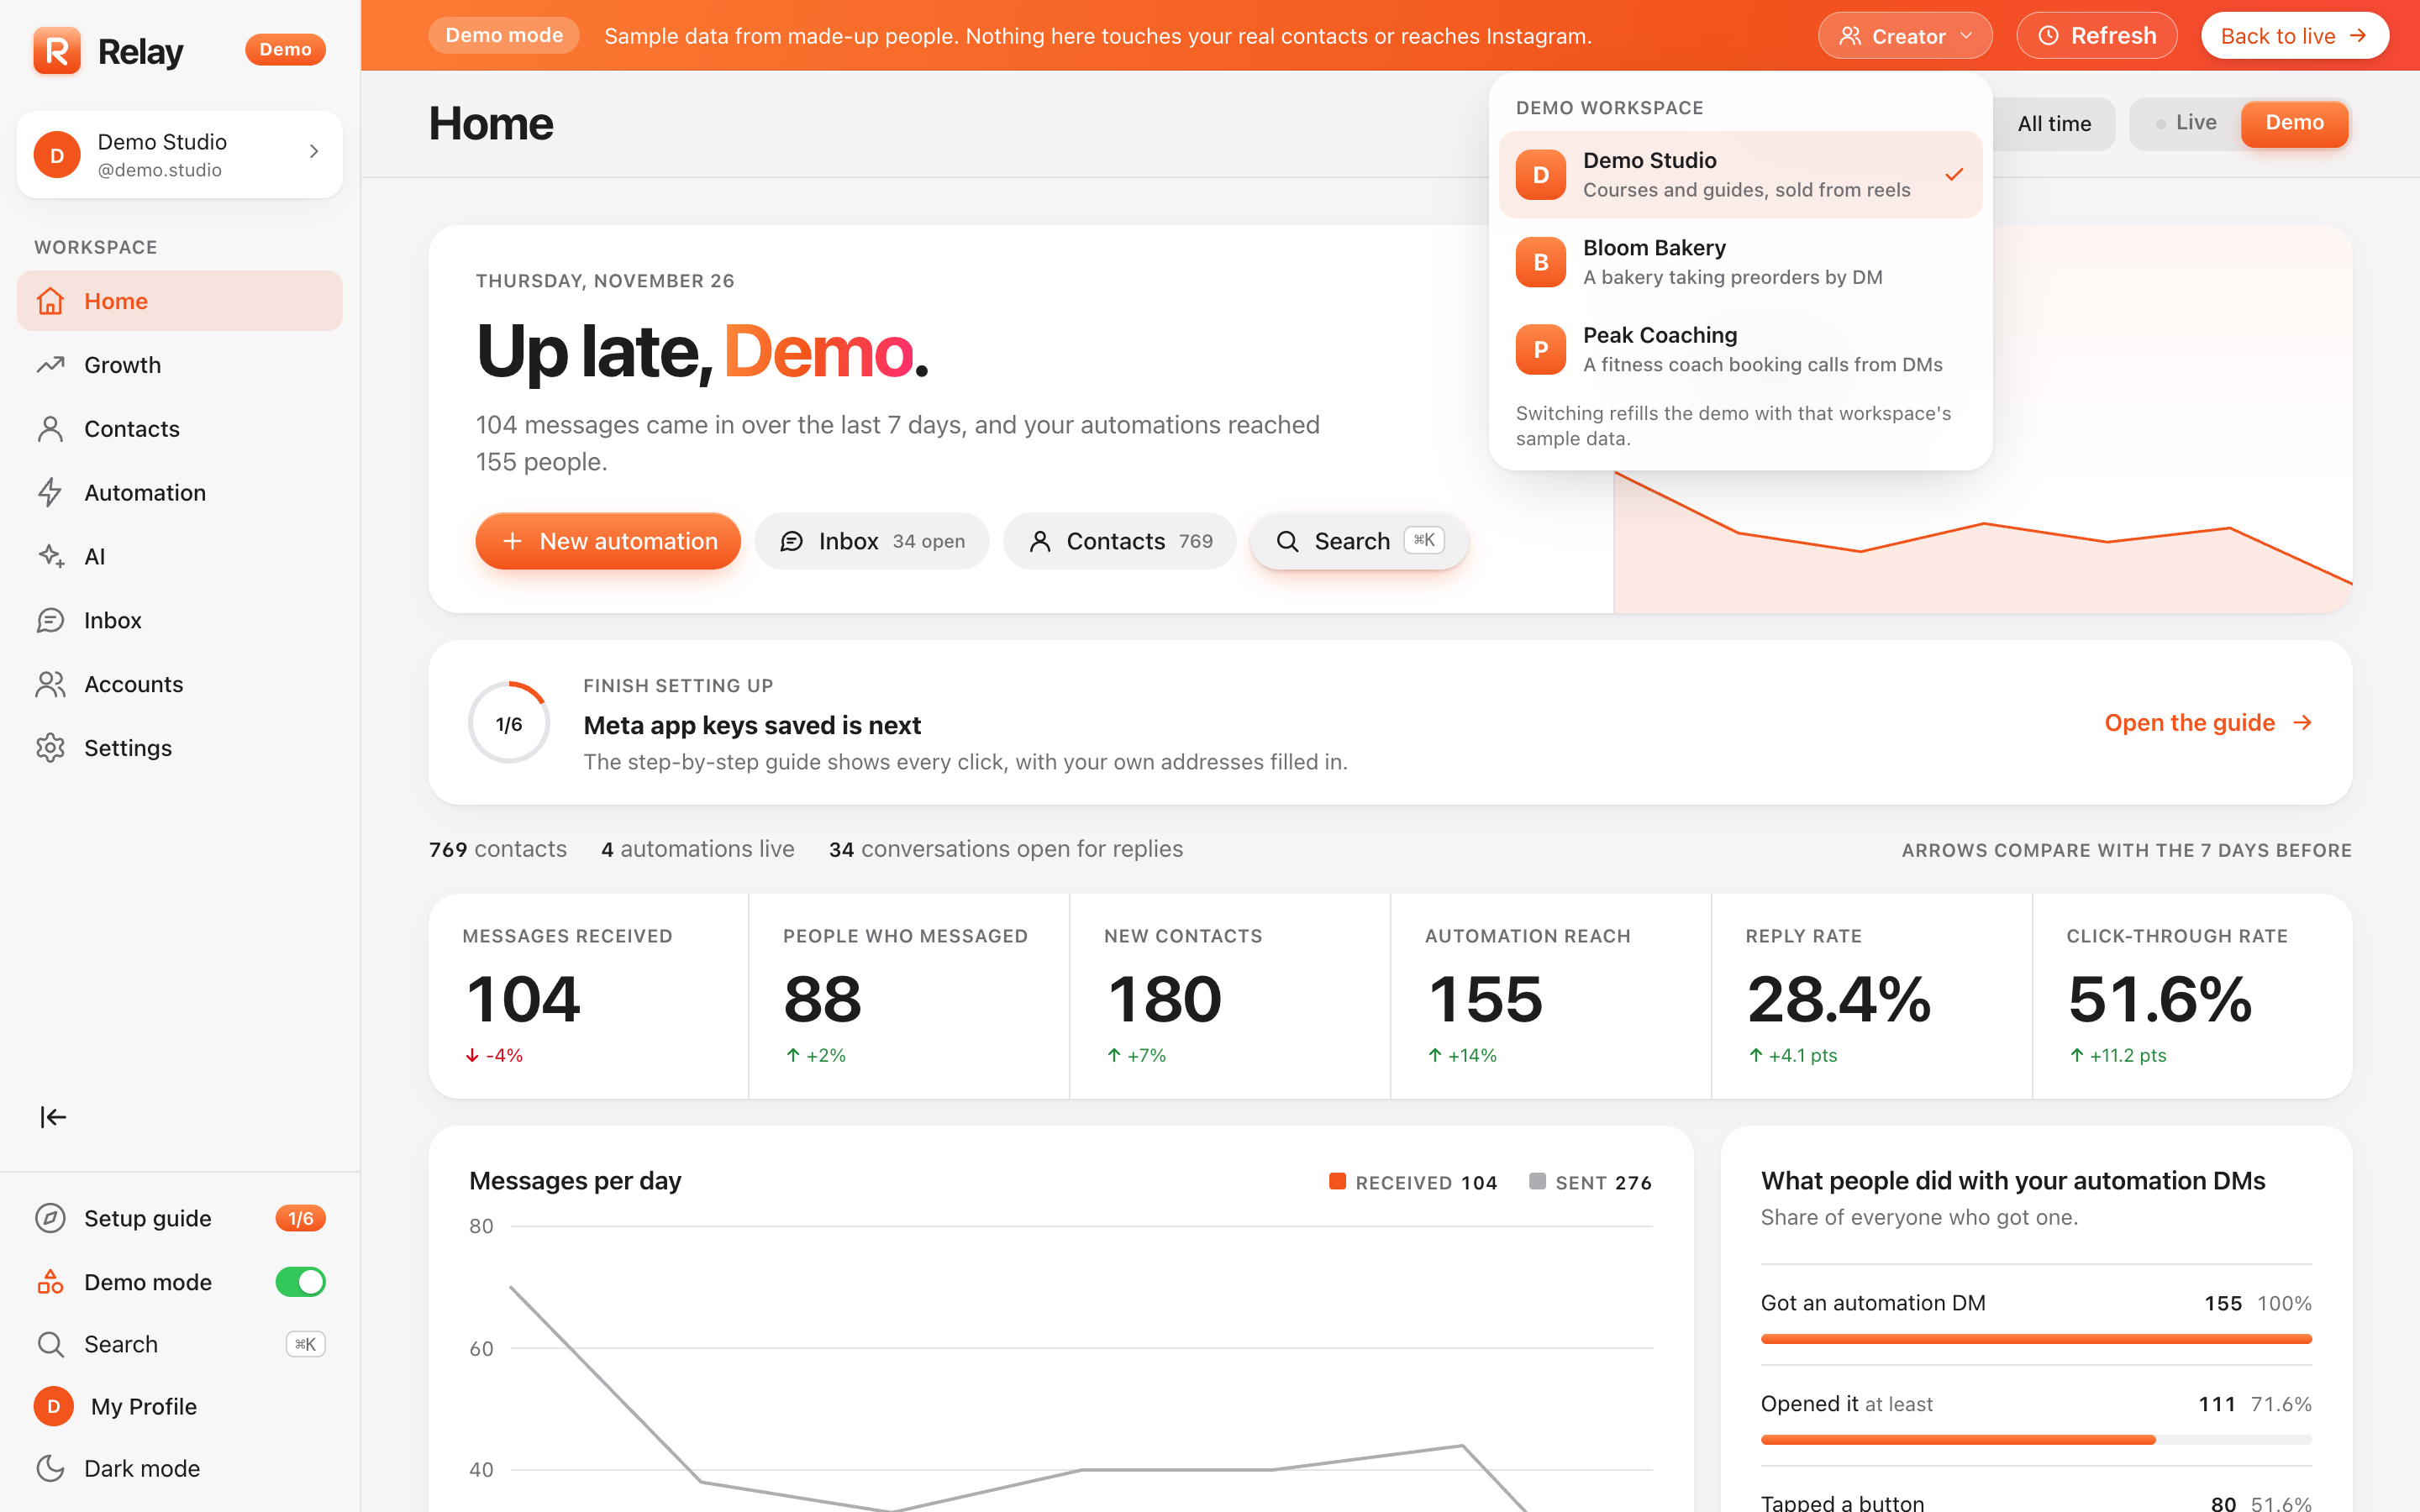 Relay
Demo
Demo Studio
@demo.studio
WORKSPACE
Home
Growth
Contacts
Automation
AI
Inbox
Accounts
Settings
Setup guide 1/6
Demo mode
Search ⌘K
D My Profile
Dark mode
Demo mode Sample data from made-up people. Nothing here touches your real contacts or reaches Instagram. Creator Refresh Back to live →
Home
All time Live Demo
DEMO WORKSPACE
D Demo Studio
Courses and guides, sold from reels
B Bloom Bakery
A bakery taking preorders by DM
P Peak Coaching
A fitness coach booking calls from DMs
Switching refills the demo with that workspace's
sample data.
THURSDAY, NOVEMBER 26
Up late, Demo.
104 messages came in over the last 7 days, and your automations reached
155 people.
+ New automation Inbox 34 open Contacts 769 Search ⌘K
1/6
FINISH SETTING UP
Meta app keys saved is next
The step-by-step guide shows every click, with your own addresses filled in.
Open the guide →
769 contacts 4 automations live 34 conversations open for replies
ARROWS COMPARE WITH THE 7 DAYS BEFORE
MESSAGES RECEIVED
104
↓ -4%
PEOPLE WHO MESSAGED
88
↑ +2%
NEW CONTACTS
180
↑ +7%
AUTOMATION REACH
155
↑ +14%
REPLY RATE
28.4%
↑ +4.1 pts
CLICK-THROUGH RATE
51.6%
↑ +11.2 pts
Messages per day
RECEIVED 104 SENT 276
80
60
40
What people did with your automation DMs
Share of everyone who got one.
Got an automation DM 155 100%
Opened it at least 111 71.6%
Tapped a button 80 51.6%